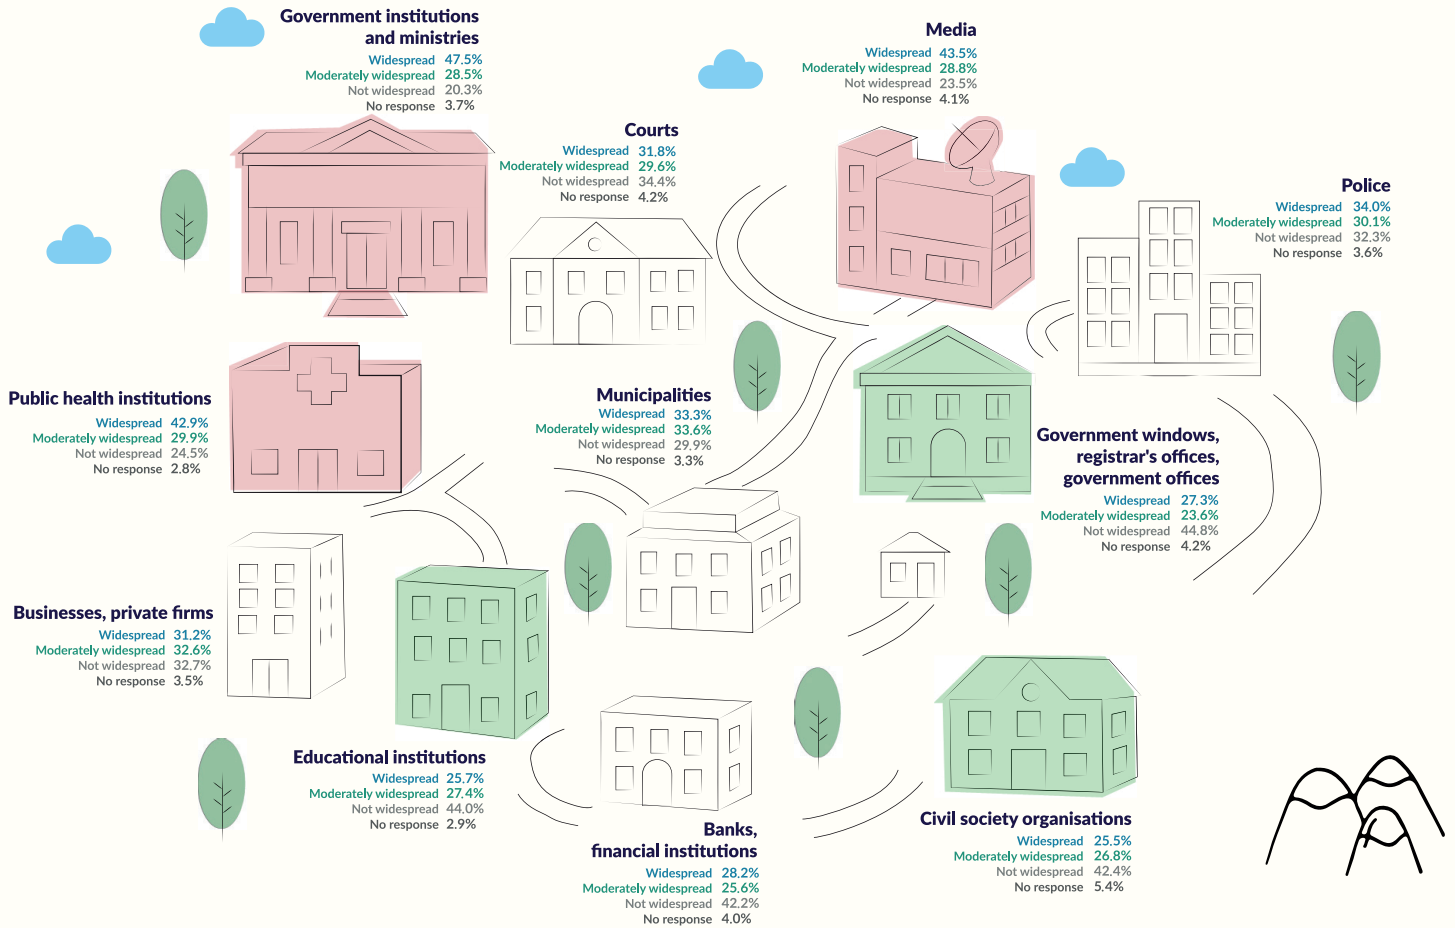 Government institutions
and ministries
Widespread 47.5%
Moderately widespread 28.5%
Not widespread 20.3%
No response 3.7%
Media
Widespread 43.5%
Moderately widespread 28.8%
Not widespread 23.5%
No response 4.1%
Courts
Widespread 31.8%
Moderately widespread 29.6%
Not widespread 34.4%
No response 4.2%
Police
Widespread 34.0%
Moderately widespread 30.1%
Not widespread 32.3%
No response 3.6%
Public health institutions
Widespread 42.9%
Moderately widespread 29.9%
Not widespread 24.5%
No response 2.8%
Municipalities
Widespread 33.3%
Moderately widespread 33.6%
Not widespread 29.9%
No response 3.3%
Government windows,
registrar's offices,
government offices
Widespread 27.3%
Moderately widespread 23.6%
Not widespread 44.8%
No response 4.2%
Businesses, private firms
Widespread 31.2%
Moderately widespread 32.6%
Not widespread 32.7%
No response 3.5%
Educational institutions
Widespread 25.7%
Moderately widespread 27.4%
Not widespread 44.0%
No response 2.9%
Banks,
financial institutions
Widespread 28.2%
Moderately widespread 25.6%
Not widespread 42.2%
No response 4.0%
Civil society organisations
Widespread 25.5%
Moderately widespread 26.8%
Not widespread 42.4%
No response 5.4%